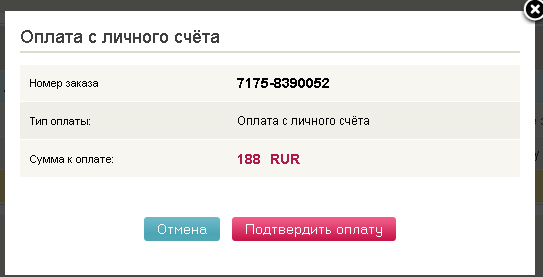 Оплата с личного счёта
Номер заказа 7175-8390052
Тип оплаты: Оплата с личного счёта
Сумма к оплате: 188 RUR
Отмена Подтвердить оплату